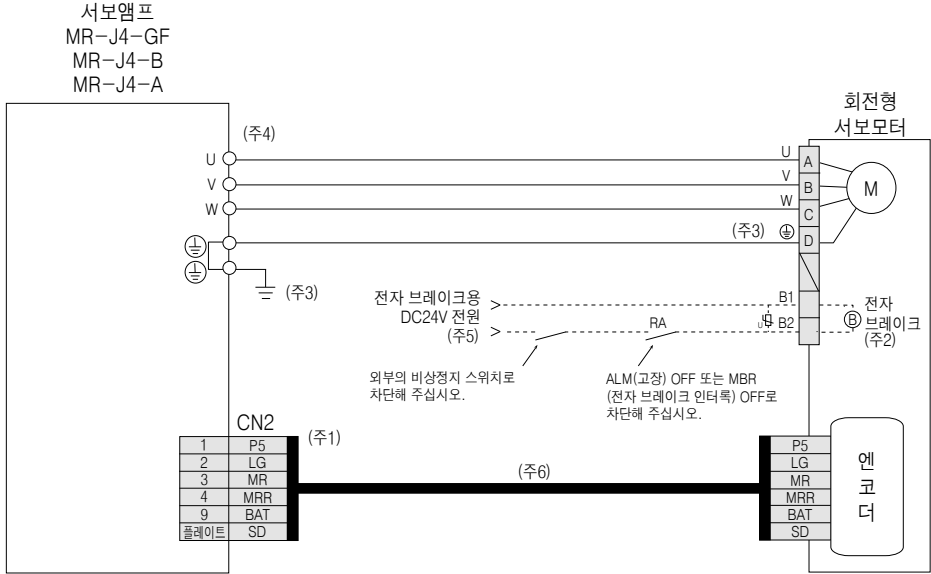 서보앰프
MR-J4-GF
MR-J4-B
MR-J4-A
회전형
서보모터
(주4)
U
V
W
U
V
W
A
B
C
D
M
(주3)
(주3)
전자 브레이크용
DC24V 전원
(주5)
B1
U B2
RA
B
전자
브레이크
(주2)
외부의 비상정지 스위치로
차단해 주십시오.
ALM(고장) OFF 또는 MBR
(전자 브레이크 인터록) OFF로
차단해 주십시오.
CN2
(주1)
1 P5
2 LG
3 MR
4 MRR
9 BAT
플레이트 SD
(주6)
P5
LG
MR
MRR
BAT
SD
엔
코
더